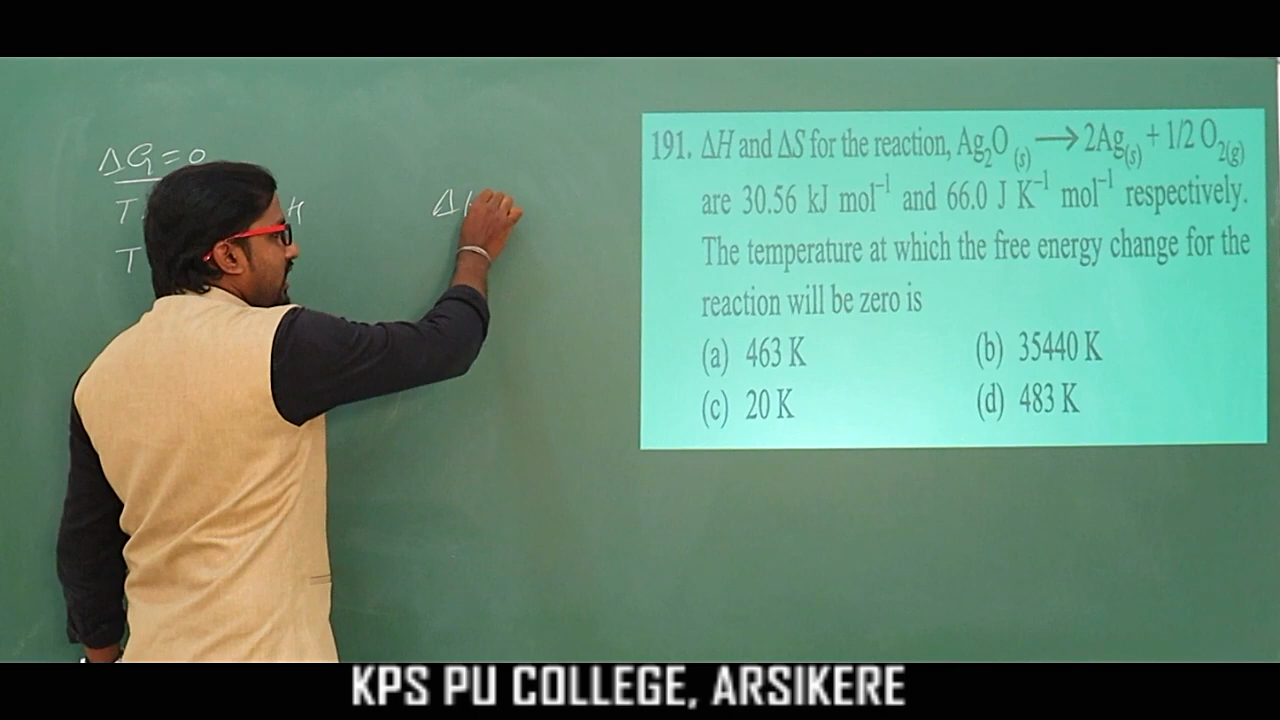 ΔG = 0
T
ΔH
T
191. ΔH and ΔS for the reaction, Ag₂O (s) ⟶ 2Ag(s) + 1/2 O₂(g)
are 30.56 kJ mol⁻¹ and 66.0 J K⁻¹ mol⁻¹ respectively.
The temperature at which the free energy change for the
reaction will be zero is
(a) 463 K (b) 35440 K
(c) 20 K (d) 483 K
KPS PU COLLEGE, ARSIKERE